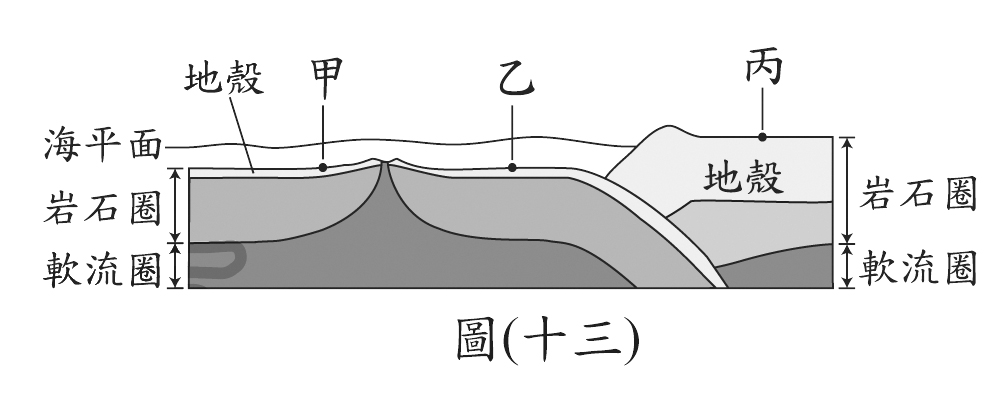 地殼 甲 乙 丙
海平面
地殼
岩石圈 岩石圈
軟流圈 軟流圈
圖(十三)